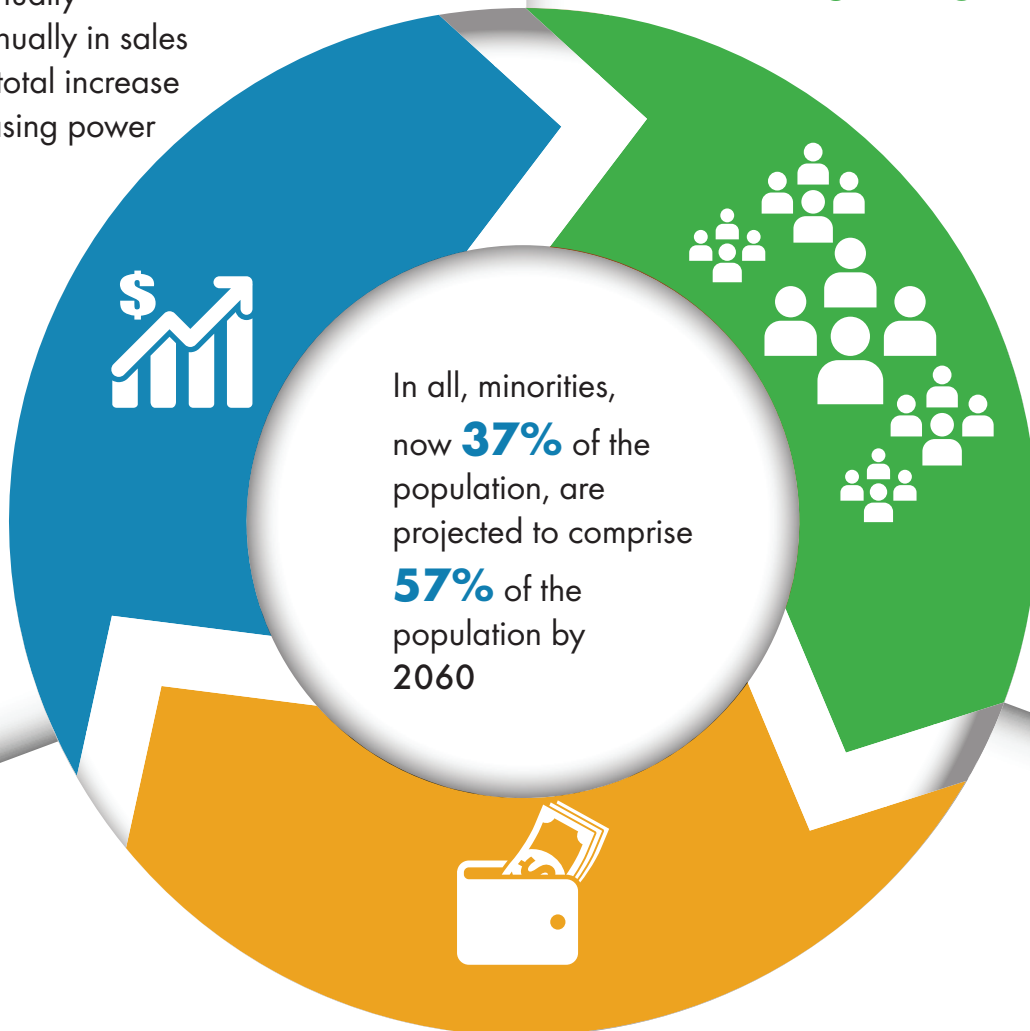 nually in sales
total increase
power
$
In all, minorities,
now 37% of the
population, are
projected to comprise
57% of the
population by
2060
$